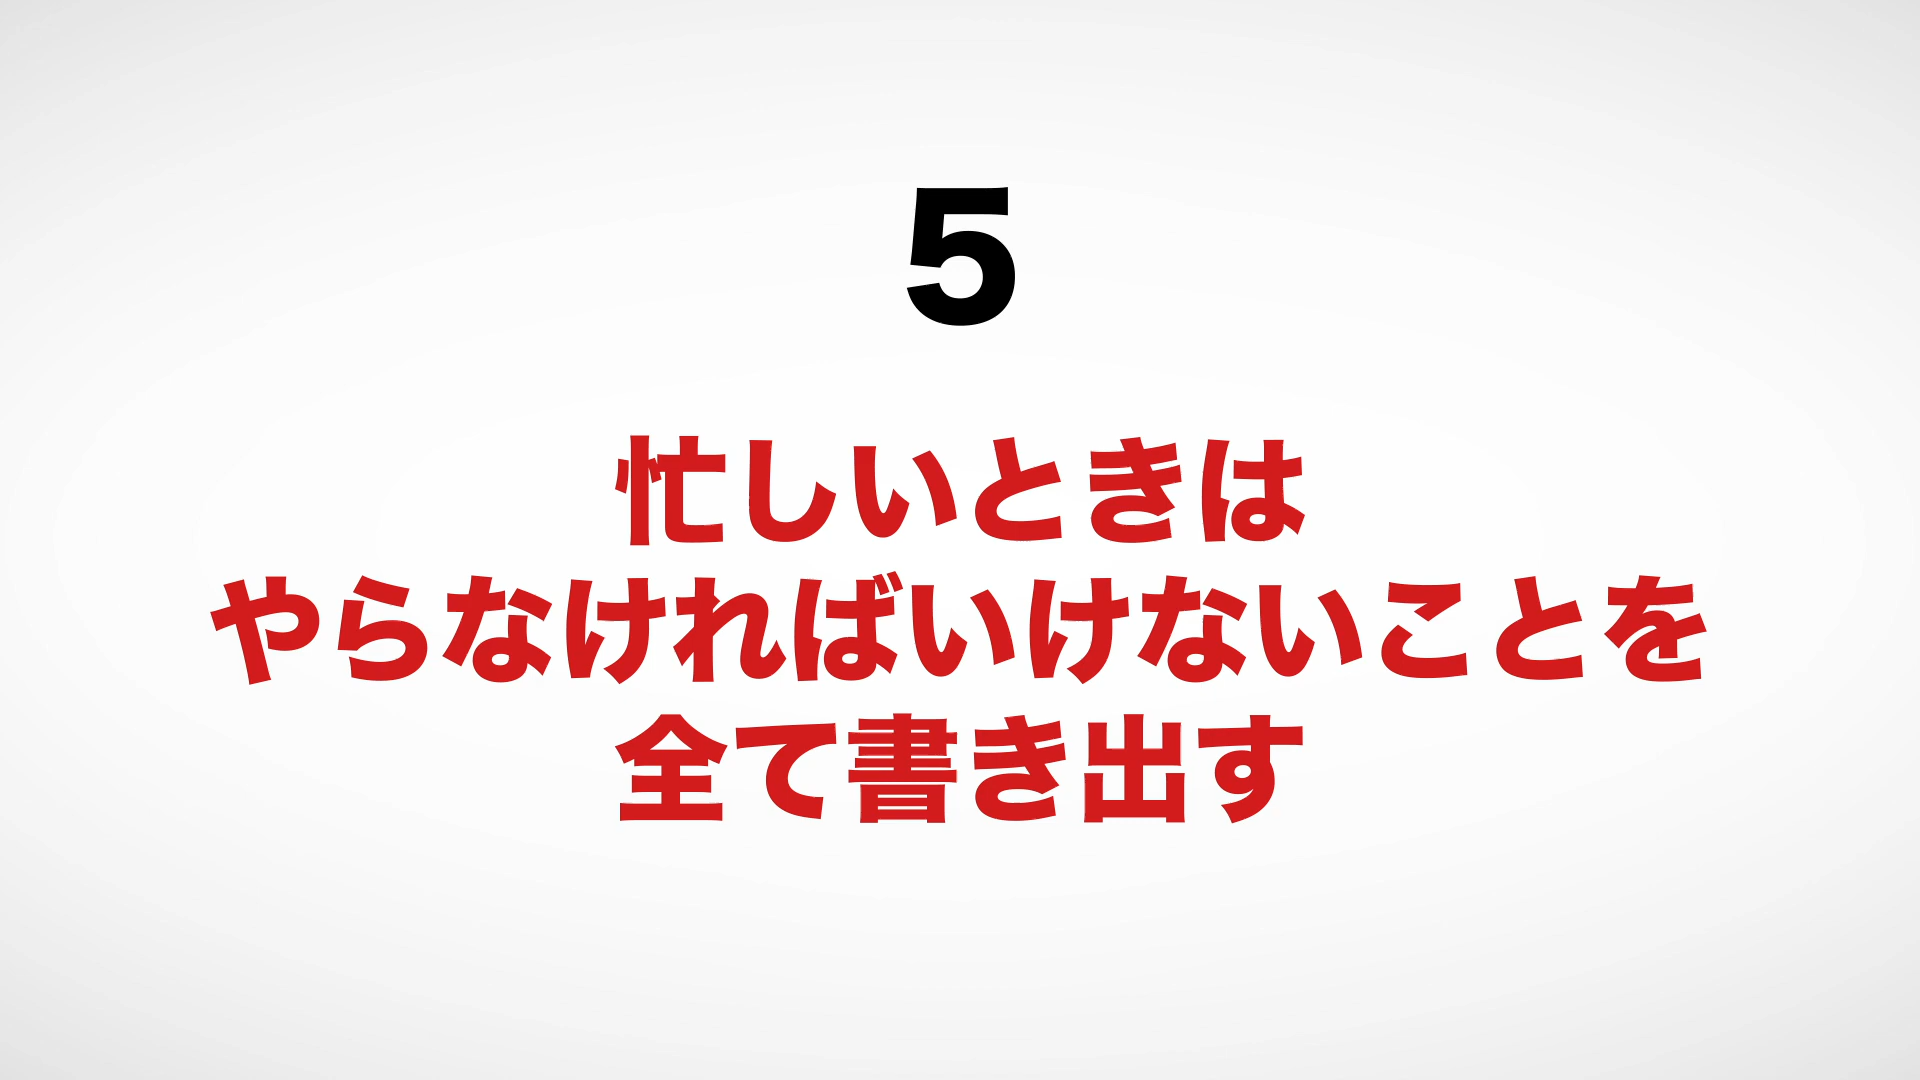 5
忙しいときは
やらなければいけないことを
全て書き出す